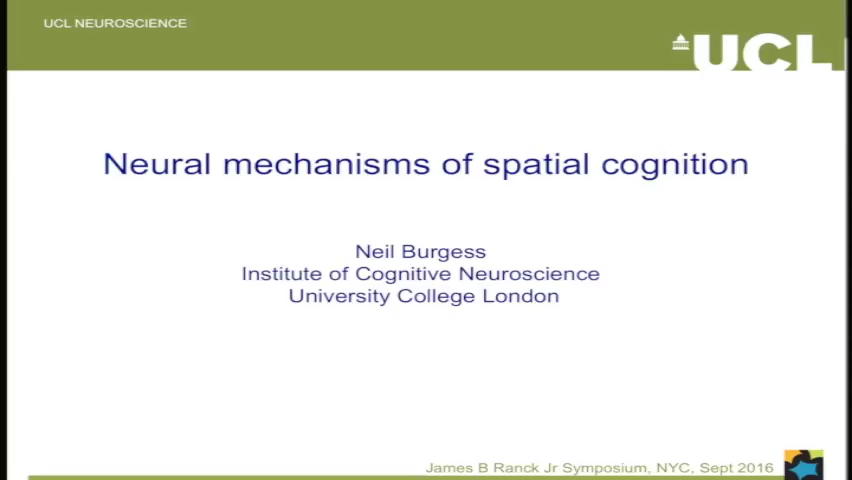 UCL NEUROSCIENCE
UCL
Neural mechanisms of spatial cognition
Neil Burgess
Institute of Cognitive Neuroscience
University College London
James B Ranck Jr Symposium, NYC, Sept 2016